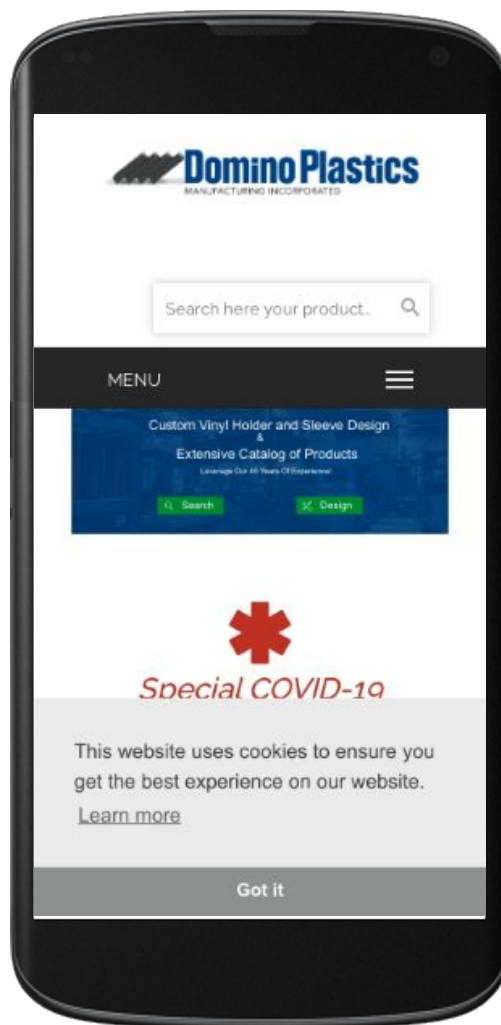 Domino Plastics
MANUFACTURING INCORPORATED
Search here your product..
MENU
Custom Vinyl Holder and Sleeve Design
&
Extensive Catalog of Products
Leverage Our 65 Years Of Experience!
Search Design
Special COVID-19
This website uses cookies to ensure you
get the best experience on our website.
Learn more
Got it